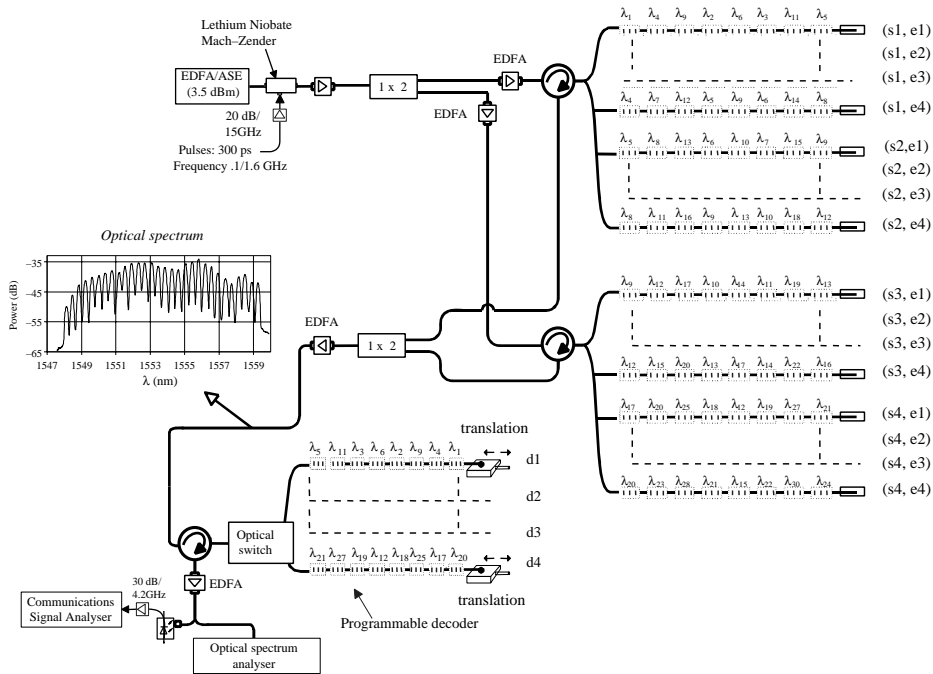 Lethium Niobate
Mach–Zender
EDFA/ASE
(3.5 dBm)
20 dB/
15GHz
Pulses: 300 ps
Frequency .1/1.6 GHz
1 x 2
EDFA
EDFA
λ1 λ4 λ9 λ2 λ6 λ3 λ11 λ5
(s1, e1)
(s1, e2)
(s1, e3)
λ4 λ7 λ12 λ5 λ9 λ6 λ14 λ8
(s1, e4)
λ5 λ8 λ13 λ6 λ10 λ7 λ15 λ9
(s2,e1)
(s2, e2)
(s2, e3)
λ8 λ11 λ16 λ9 λ13 λ10 λ18 λ12
(s2, e4)
λ9 λ12 λ17 λ10 λ14 λ11 λ19 λ13
(s3, e1)
(s3, e2)
(s3, e3)
λ12 λ15 λ20 λ13 λ17 λ14 λ22 λ16
(s3, e4)
λ17 λ20 λ25 λ18 λ12 λ19 λ27 λ21
(s4, e1)
(s4, e2)
(s4, e3)
λ20 λ23 λ28 λ21 λ15 λ22 λ30 λ24
(s4, e4)
Optical spectrum
Power (dB)
−35
−45
−55
−65
1547 1549 1551 1553 1555 1557 1559
λ (nm)
EDFA
1 x 2
translation
λ5 λ11 λ3 λ6 λ2 λ9 λ4 λ1
d1
d2
d3
λ21 λ27 λ19 λ12 λ18 λ25 λ17 λ20
d4
translation
Optical
switch
EDFA
Programmable decoder
30 dB/
4.2GHz
Communications
Signal Analyser
Optical spectrum
analyser